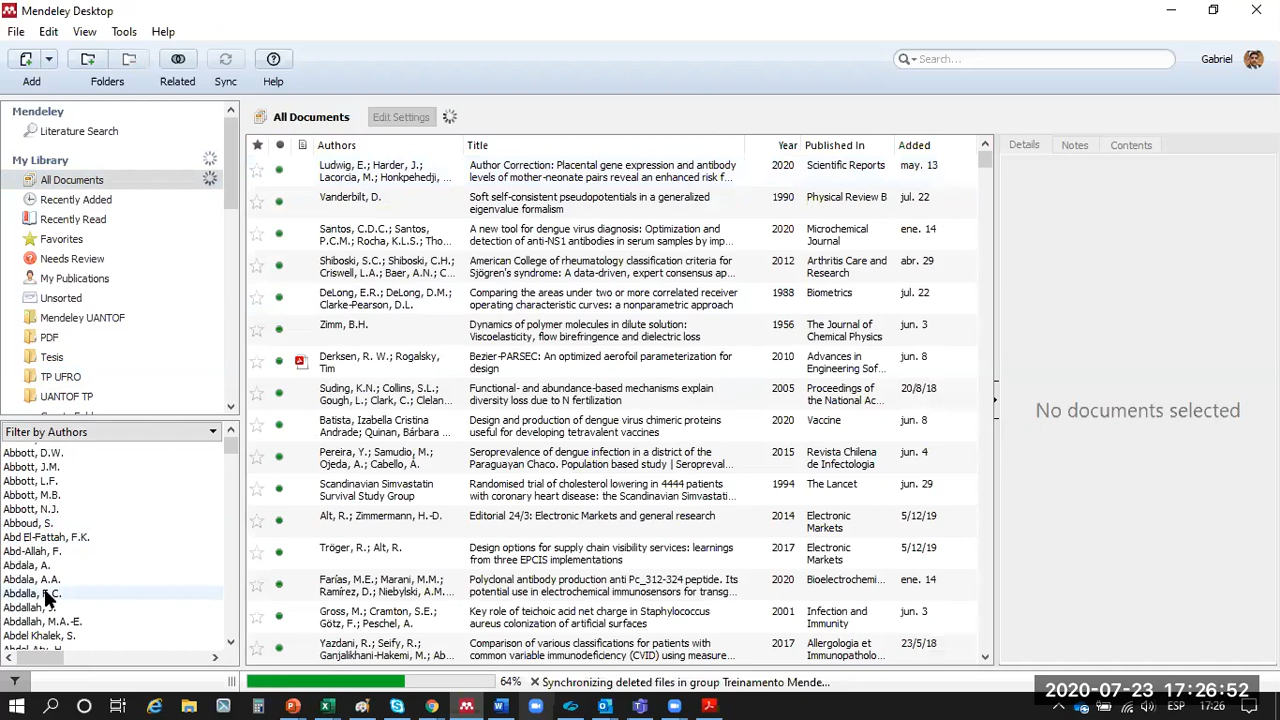 Mendeley Desktop
File Edit View Tools Help
Search...
Gabriel
Add Folders Related Sync Help
Mendeley
Literature Search
My Library
All Documents
Recently Added
Recently Read
Favorites
Needs Review
My Publications
Unsorted
Mendeley UANTOF
PDF
Tesis
TP UFRO
UANTOF TP
Filter by Authors
Abbott, D.W.
Abbott, J.M.
Abbott, L.F.
Abbott, M.B.
Abbott, N.J.
Abboud, S.
Abd El-Fattah, F.K.
Abd-Allah, F.
Abdala, A.
Abdala, A.A.
Abdalla, F.C.
Abdallah, J.
Abdallah, M.A.-E.
Abdel Khalek, S.
All Documents Edit Settings
Authors Title Year Published In Added
Ludwig, E.; Harder, J.; Author Correction: Placental gene expression and antibody 2020 Scientific Reports may. 13
Lacorcia, M.; Honkpehedji, ... levels of mother-neonate pairs reveal an enhanced risk f...
Vanderbilt, D. Soft self-consistent pseudopotentials in a generalized 1990 Physical Review B jul. 22
eigenvalue formalism
Santos, C.D.C.; Santos, A new tool for dengue virus diagnosis: Optimization and 2020 Microchemical ene. 14
P.C.M.; Rocha, K.L.S.; Tho... detection of anti-NS1 antibodies in serum samples by imp... Journal
Shiboski, S.C.; Shiboski, C.H.; American College of rheumatology classification criteria for 2012 Arthritis Care and abr. 29
Criswell, L.A.; Baer, A.N.; C... Sjögren's syndrome: A data-driven, expert consensus ap... Research
DeLong, E.R.; DeLong, D.M.; Comparing the areas under two or more correlated receiver 1988 Biometrics jul. 22
Clarke-Pearson, D.L. operating characteristic curves: a nonparametric approach
Zimm, B.H. Dynamics of polymer molecules in dilute solution: 1956 The Journal of jun. 3
Viscoelasticity, flow birefringence and dielectric loss Chemical Physics
Derksen, R. W.; Rogalsky, Bezier-PARSEC: An optimized aerofoil parameterization for 2010 Advances in jun. 8
Tim design Engineering Sof...
Suding, K.N.; Collins, S.L.; Functional- and abundance-based mechanisms explain 2005 Proceedings of 20/8/18
Gough, L.; Clark, C.; Clelan... diversity loss due to N fertilization the National Ac...
Batista, Izabella Cristina Design and production of dengue virus chimeric proteins 2020 Vaccine jun. 8
Andrade; Quinan, Bárbara ... useful for developing tetravalent vaccines
Pereira, Y.; Samudio, M.; Seroprevalence of dengue infection in a district of the 2015 Revista Chilena jun. 4
Ojeda, A.; Cabello, A. Paraguayan Chaco. Population based study | Seropreval... de Infectologia
Scandinavian Simvastatin Randomised trial of cholesterol lowering in 4444 patients 1994 The Lancet jun. 29
Survival Study Group with coronary heart disease: the Scandinavian Simvastati...
Alt, R.; Zimmermann, H.-D. Editorial 24/3: Electronic Markets and general research 2014 Electronic 5/12/19
Markets
Tröger, R.; Alt, R. Design options for supply chain visibility services: learnings 2017 Electronic 5/12/19
from three EPCIS implementations Markets
Farías, M.E.; Marani, M.M.; Polyclonal antibody production anti Pc_312-324 peptide. Its 2020 Bioelectrochemi... ene. 14
Ramírez, D.; Niebylski, A.M.... potential use in electrochemical immunosensors for transg...
Gross, M.; Cramton, S.E.; Key role of teichoic acid net charge in Staphylococcus 2001 Infection and jun. 3
Götz, F.; Peschel, A. aureus colonization of artificial surfaces Immunity
Yazdani, R.; Seify, R.; Comparison of various classifications for patients with 2017 Allergologia et 23/5/18
Ganjalikhani-Hakemi, M.; Ab... common variable immunodeficiency (CVID) using measure... Immunopatholo...
Details Notes Contents
No documents selected
64% Synchronizing deleted files in group Treinamento Mende...
2020-07-23 17:26:52
ESP 17:26